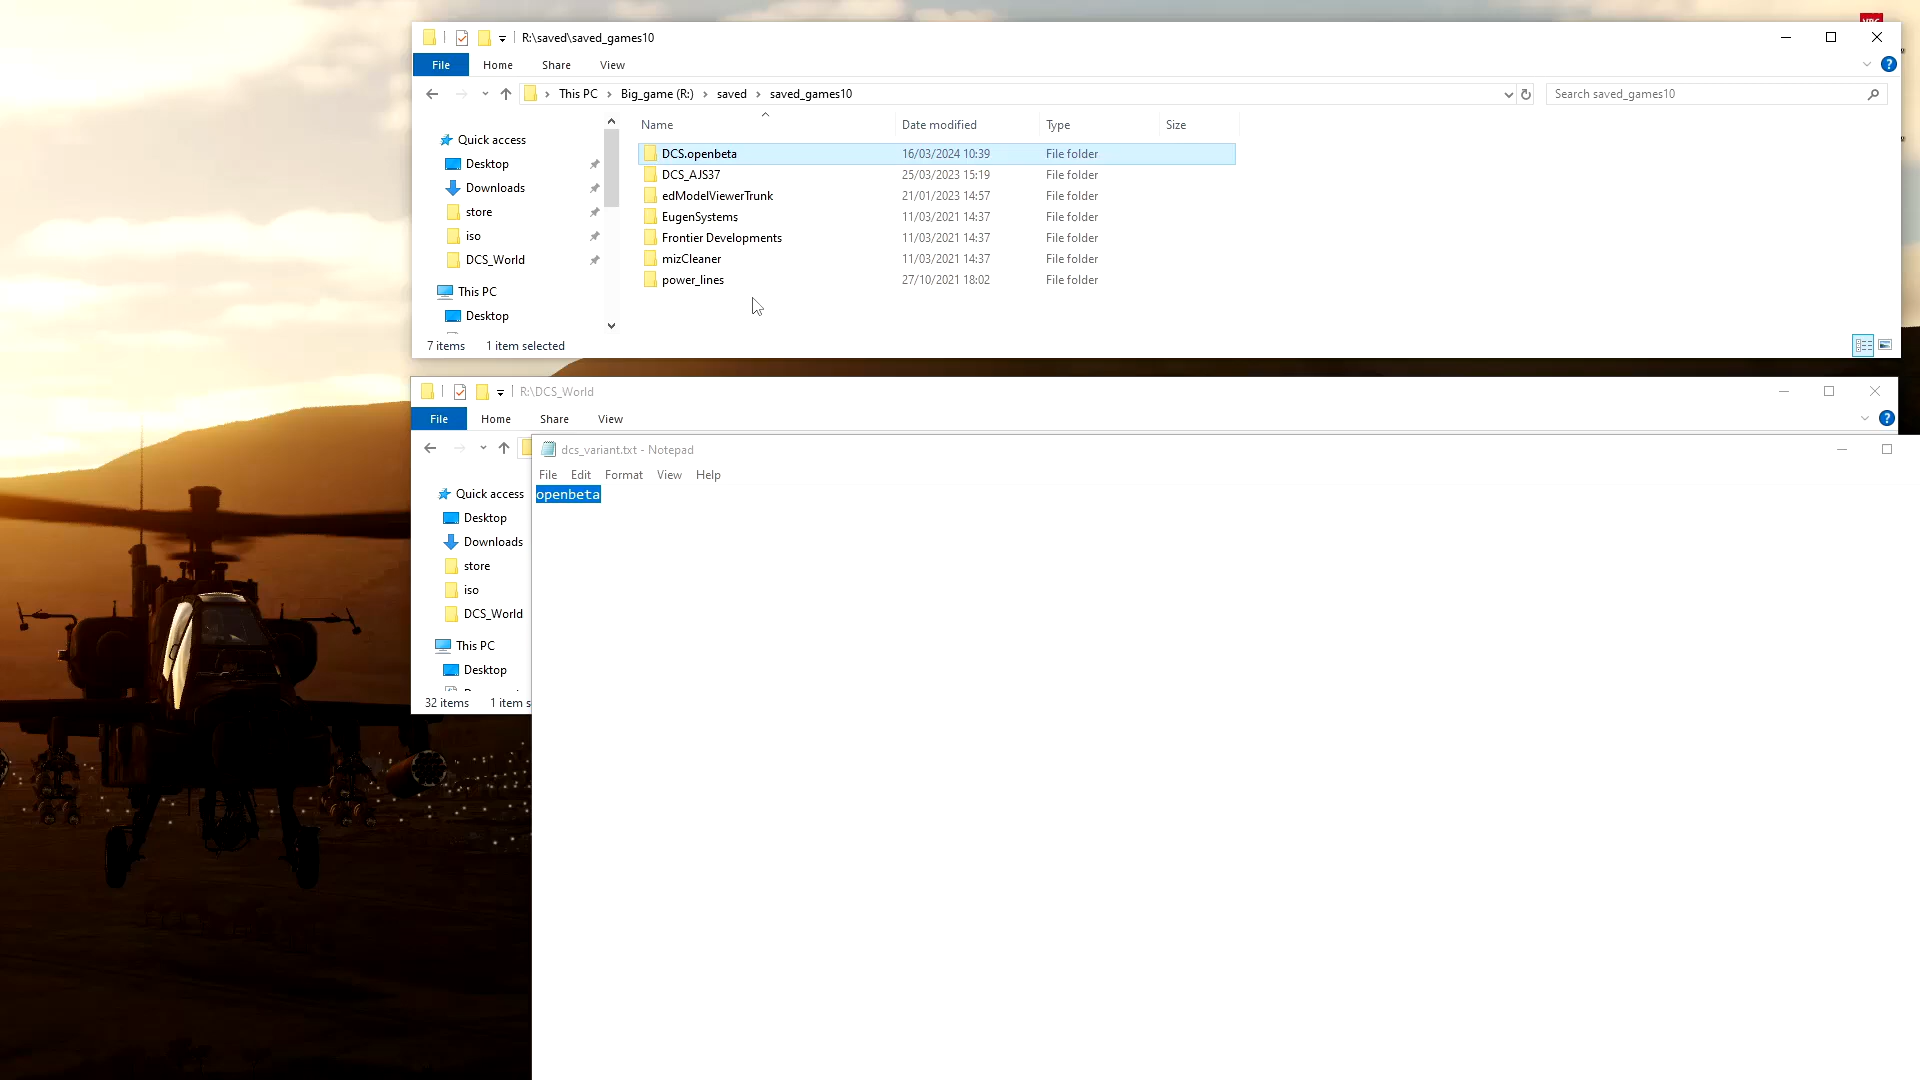 R:\saved\saved_games10
File Home Share View
This PC Big_game (R:) saved saved_games10 Search saved_games10
Name Date modified Type Size
Quick access
Desktop
Downloads
store
iso
DCS_World
This PC
Desktop
DCS.openbeta 16/03/2024 10:39 File folder
DCS_AJS37 25/03/2023 15:19 File folder
edModelViewerTrunk 21/01/2023 14:57 File folder
EugenSystems 11/03/2021 14:37 File folder
Frontier Developments 11/03/2021 14:37 File folder
mizCleaner 11/03/2021 14:37 File folder
power_lines 27/10/2021 18:02 File folder
7 items 1 item selected
R:\DCS_World
File Home Share View
Quick access
Desktop
Downloads
store
iso
DCS_World
This PC
Desktop
32 items 1 item s
dcs_variant.txt - Notepad
File Edit Format View Help
openbeta